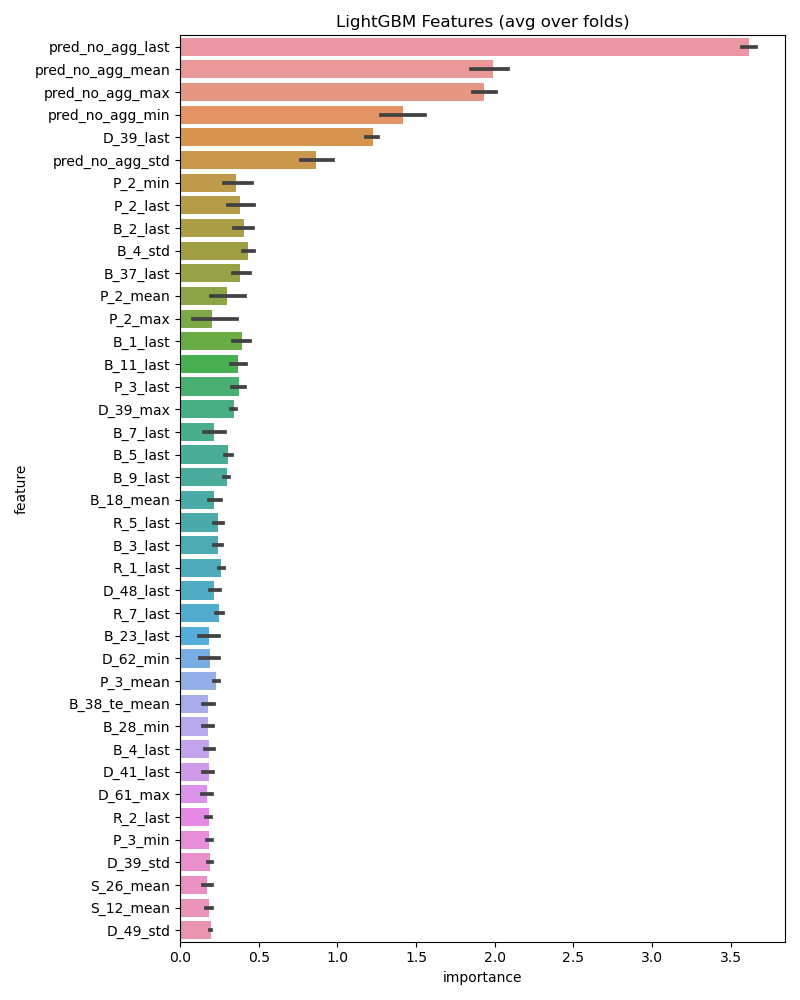 LightGBM Features (avg over folds)
pred_no_agg_last
pred_no_agg_mean
pred_no_agg_max
pred_no_agg_min
D_39_last
pred_no_agg_std
P_2_min
P_2_last
B_2_last
B_4_std
B_37_last
P_2_mean
P_2_max
B_1_last
B_11_last
P_3_last
D_39_max
B_7_last
B_5_last
B_9_last
B_18_mean
R_5_last
B_3_last
R_1_last
D_48_last
R_7_last
B_23_last
D_62_min
P_3_mean
B_38_te_mean
B_28_min
B_4_last
D_41_last
D_61_max
R_2_last
P_3_min
D_39_std
S_26_mean
S_12_mean
D_49_std
feature
0.0 0.5 1.0 1.5 2.0 2.5 3.0 3.5
importance